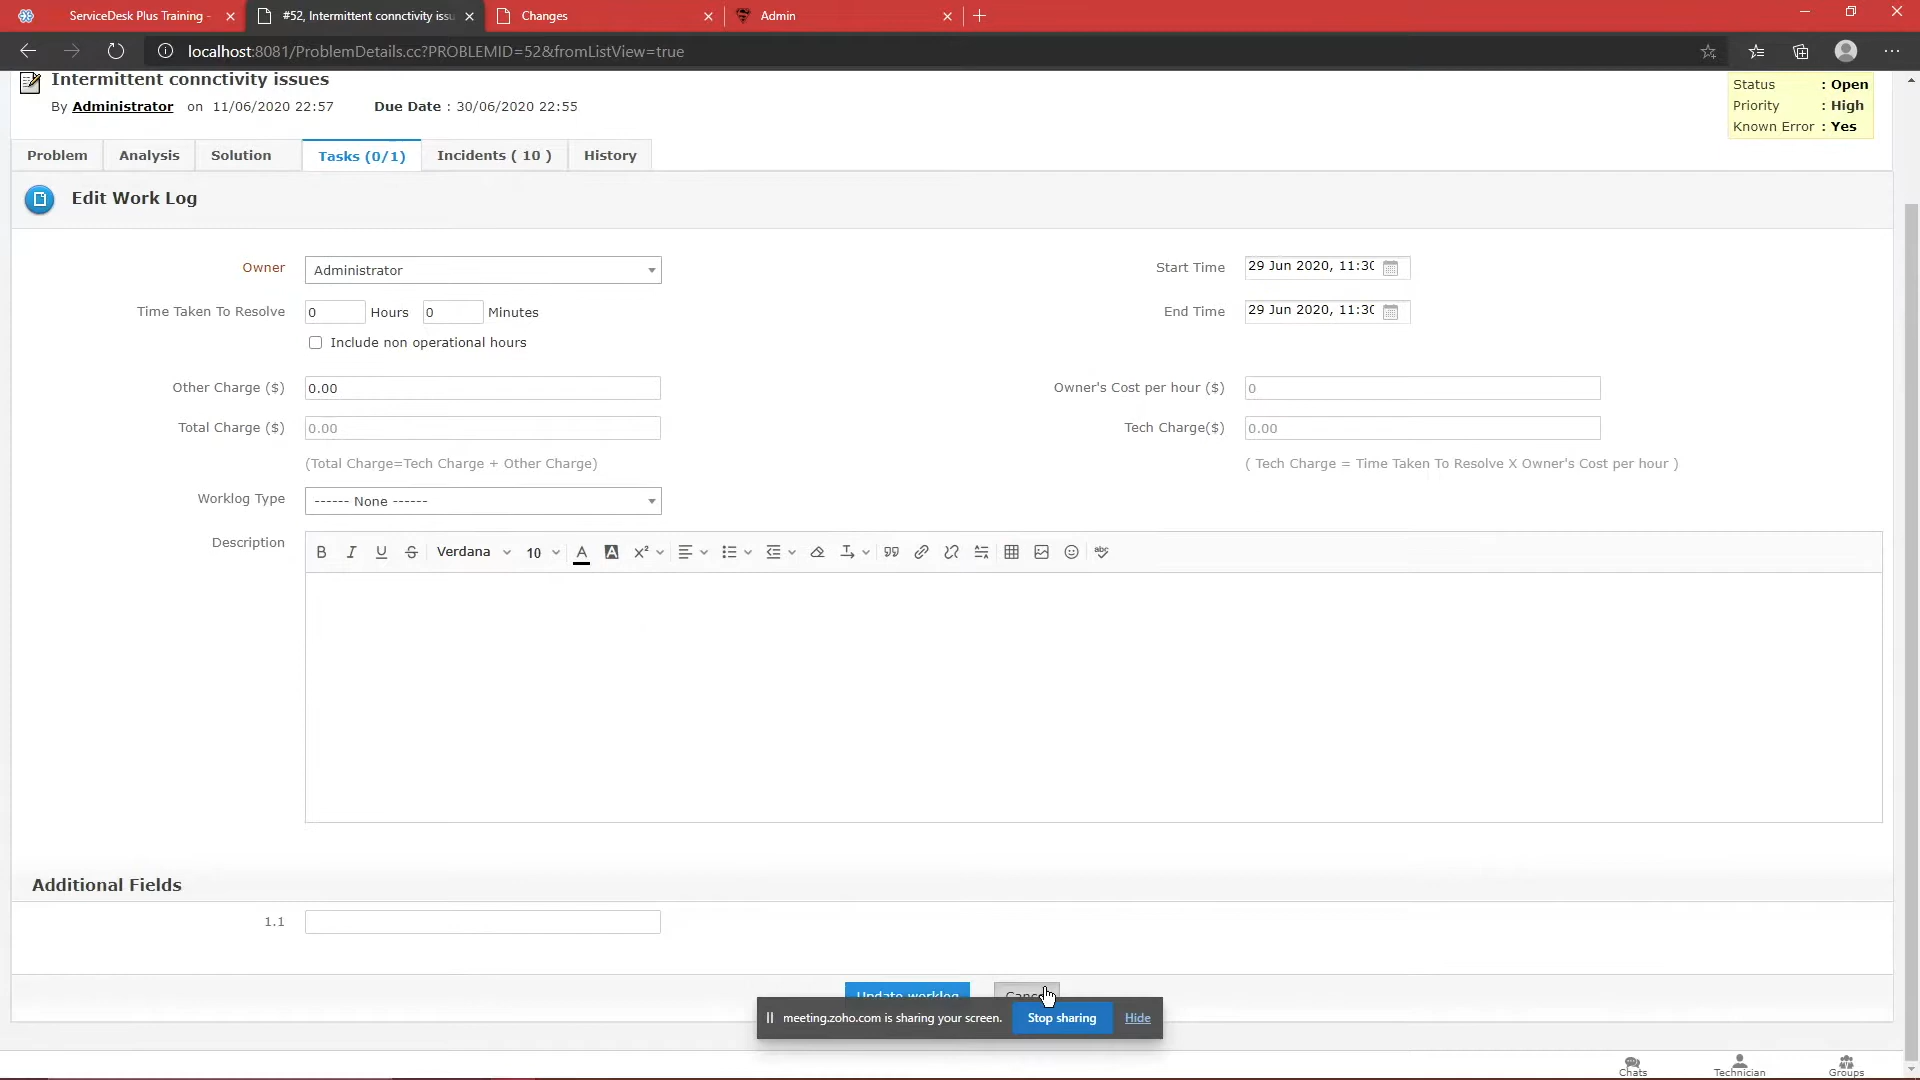 ServiceDesk Plus Training -
#52, Intermittent connctivity issu
Changes
Admin
localhost:8081/ProblemDetails.cc?PROBLEMID=52&fromListView=true
Intermittent connctivity issues
By Administrator on 11/06/2020 22:57 Due Date : 30/06/2020 22:55
Status : Open
Priority : High
Known Error : Yes
Problem Analysis Solution Tasks (0/1) Incidents ( 10 ) History
Edit Work Log
Owner Administrator
Start Time 29 Jun 2020, 11:30
Time Taken To Resolve 0 Hours 0 Minutes
End Time 29 Jun 2020, 11:30
Include non operational hours
Other Charge ($) 0.00
Owner's Cost per hour ($) 0
Total Charge ($) 0.00
Tech Charge($) 0.00
(Total Charge=Tech Charge + Other Charge)
( Tech Charge = Time Taken To Resolve X Owner's Cost per hour )
Worklog Type ------ None ------
Description
Verdana 10
Additional Fields
1.1
Update worklog Cancel
meeting.zoho.com is sharing your screen. Stop sharing Hide
Chats Technician Groups